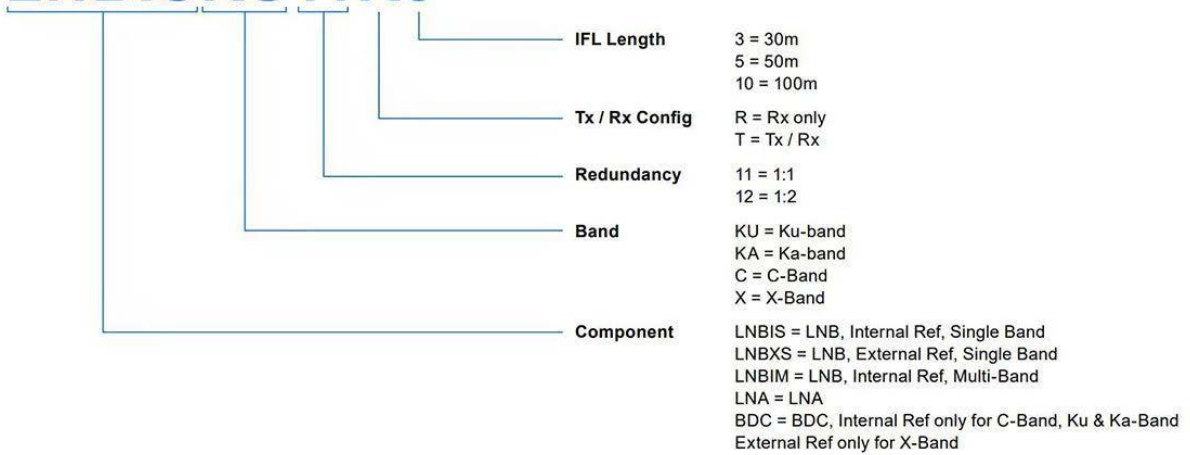 IFL Length
3 = 30m
5 = 50m
10 = 100m
Tx / Rx Config
R = Rx only
T = Tx / Rx
Redundancy
11 = 1:1
12 = 1:2
Band
KU = Ku-band
KA = Ka-band
C = C-Band
X = X-Band
Component
LNBIS = LNB, Internal Ref, Single Band
LNBXS = LNB, External Ref, Single Band
LNBIM = LNB, Internal Ref, Multi-Band
LNA = LNA
BDC = BDC, Internal Ref only for C-Band, Ku & Ka-Band
External Ref only for X-Band